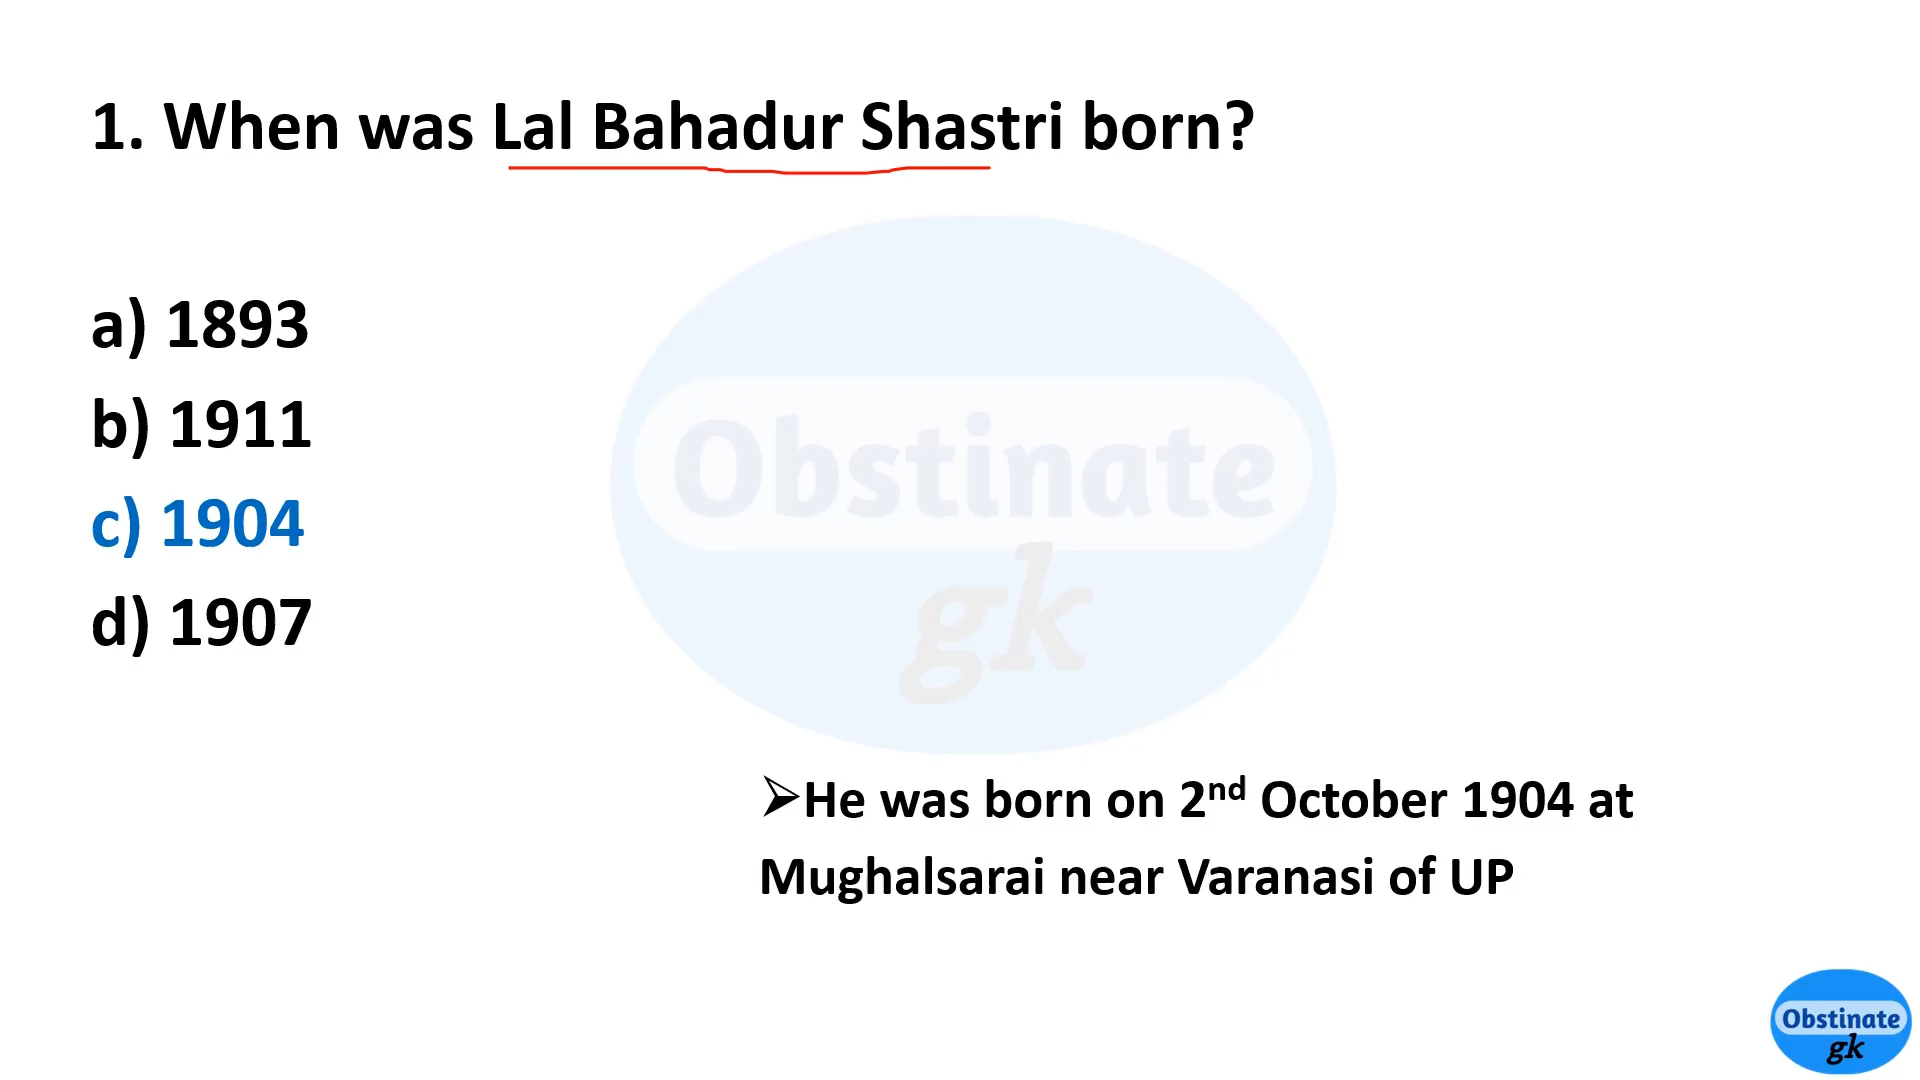 1. When was Lal Bahadur Shastri born?
a) 1893
b) 1911
c) 1904
d) 1907
Obstinate
gk
➢He was born on 2nd October 1904 at
Mughalsarai near Varanasi of UP
Obstinate
gk